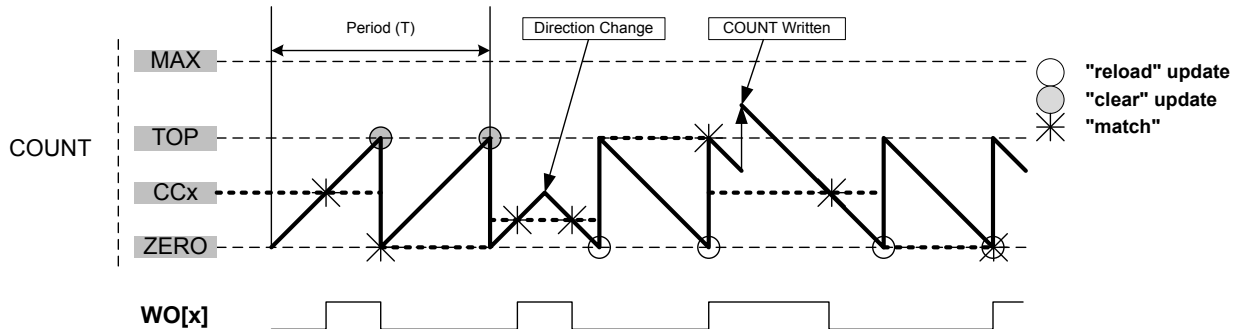 Period (T)
Direction Change
COUNT Written
MAX
"reload" update
"clear" update
"match"
TOP
COUNT
CCx
ZERO
WO[x]